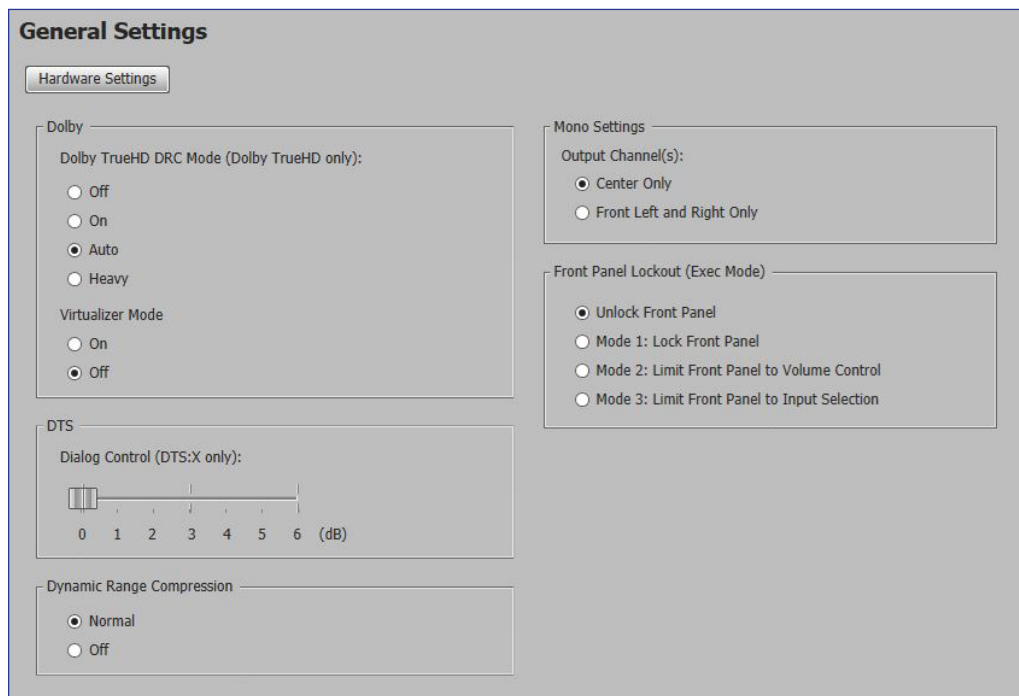 General Settings
Hardware Settings
Dolby
Dolby TrueHD DRC Mode (Dolby TrueHD only):
Off
On
Auto
Heavy
Virtualizer Mode
On
Off
DTS
Dialog Control (DTS:X only):
0 1 2 3 4 5 6 (dB)
Dynamic Range Compression
Normal
Off
Mono Settings
Output Channel(s):
Center Only
Front Left and Right Only
Front Panel Lockout (Exec Mode)
Unlock Front Panel
Mode 1: Lock Front Panel
Mode 2: Limit Front Panel to Volume Control
Mode 3: Limit Front Panel to Input Selection